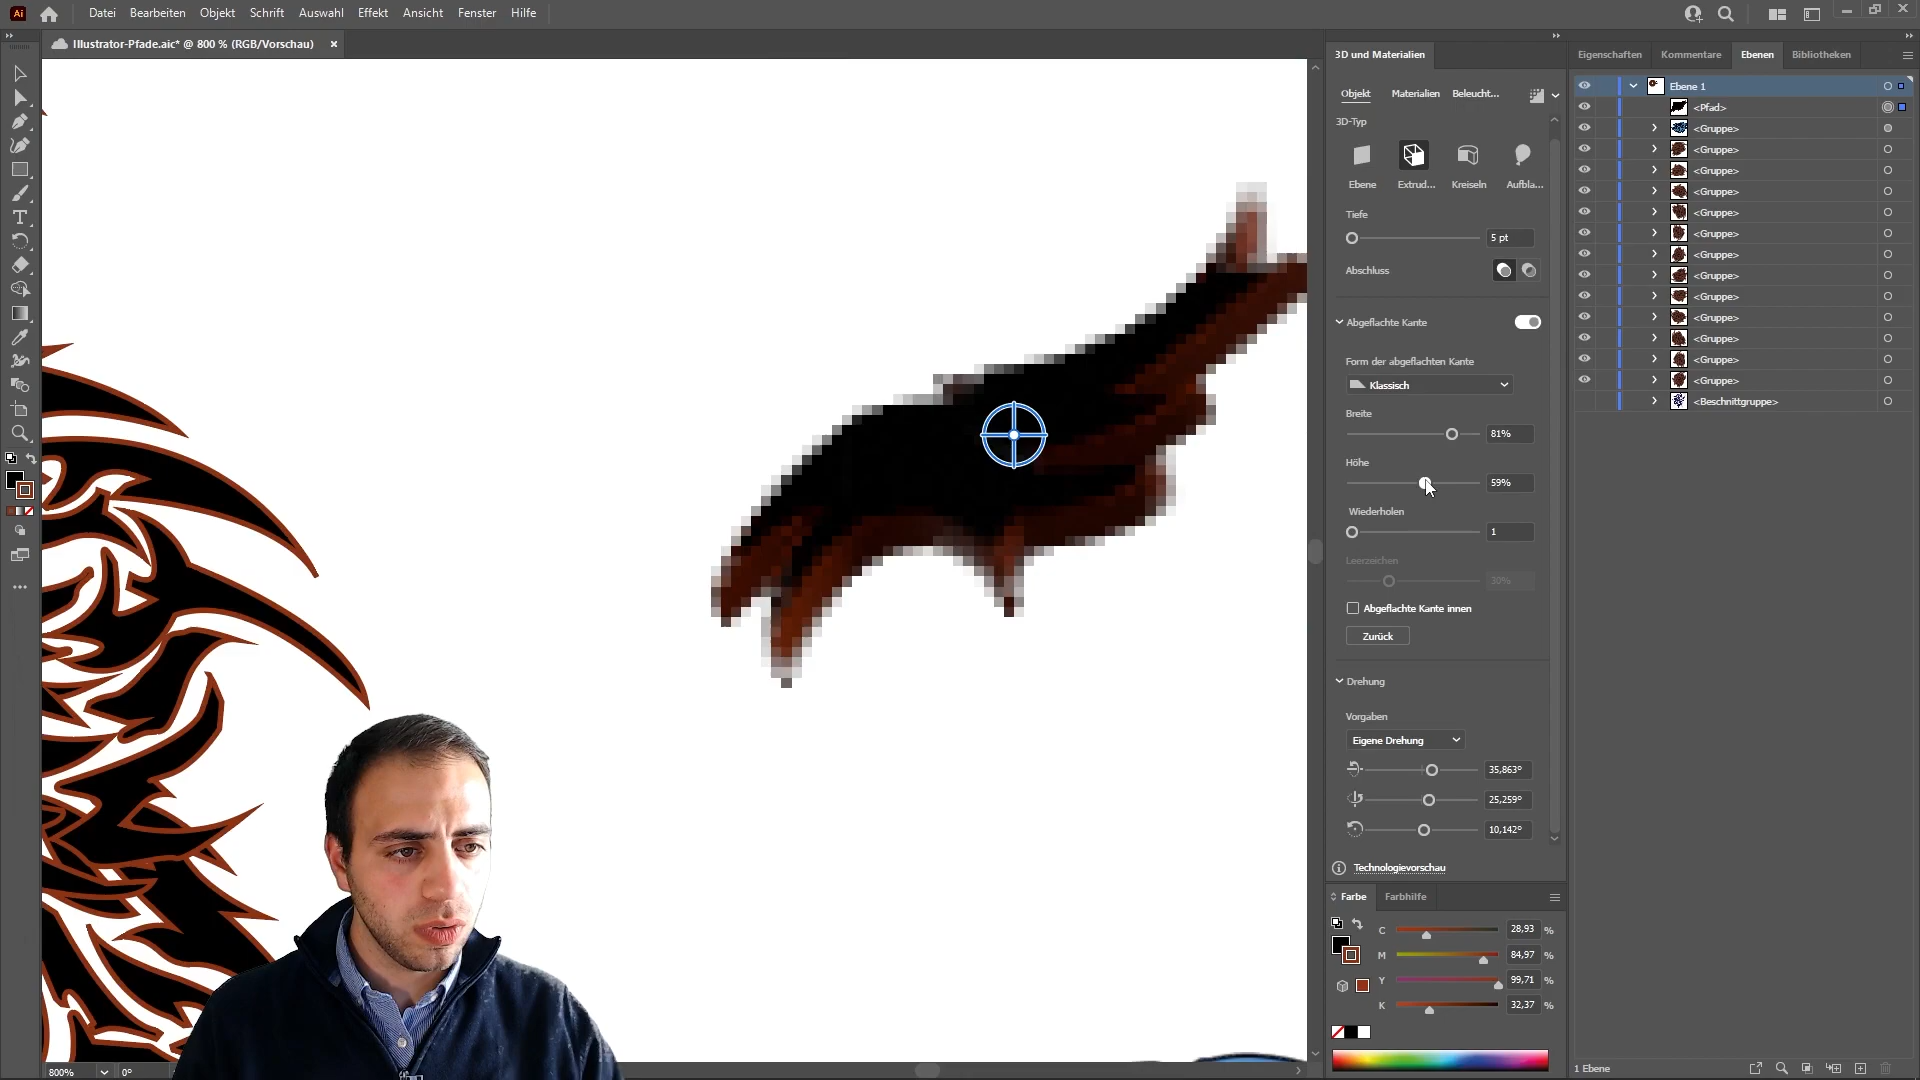 Ai
Datei Bearbeiten Objekt Schrift Auswahl Effekt Ansicht Fenster Hilfe
Illustrator-Pfade.aic* @ 800 % (RGB/Vorschau) ×
3D und Materialien
Objekt Materialien Beleucht...
3D-Typ
Ebene Extrud... Kreiseln Aufbla...
Tiefe
5 pt
Abschluss
Abgeflachte Kante
Form der abgeflachten Kante
Klassisch
Breite
81%
Höhe
59%
Wiederholen
1
Leerzeichen
30%
Abgeflachte Kante innen
Zurück
Drehung
Vorgaben
Eigene Drehung
35,863°
25,259°
10,142°
Technologievorschau
Farbe Farbhilfe
C 28,93 %
M 84,97 %
Y 99,71 %
K 32,37 %
Eigenschaften Kommentare Ebenen Bibliotheken
Ebene 1
<Pfad>
<Gruppe>
<Gruppe>
<Gruppe>
<Gruppe>
<Gruppe>
<Gruppe>
<Gruppe>
<Gruppe>
<Gruppe>
<Gruppe>
<Gruppe>
<Gruppe>
<Gruppe>
<Beschnittgruppe>
1 Ebene
800% 0°